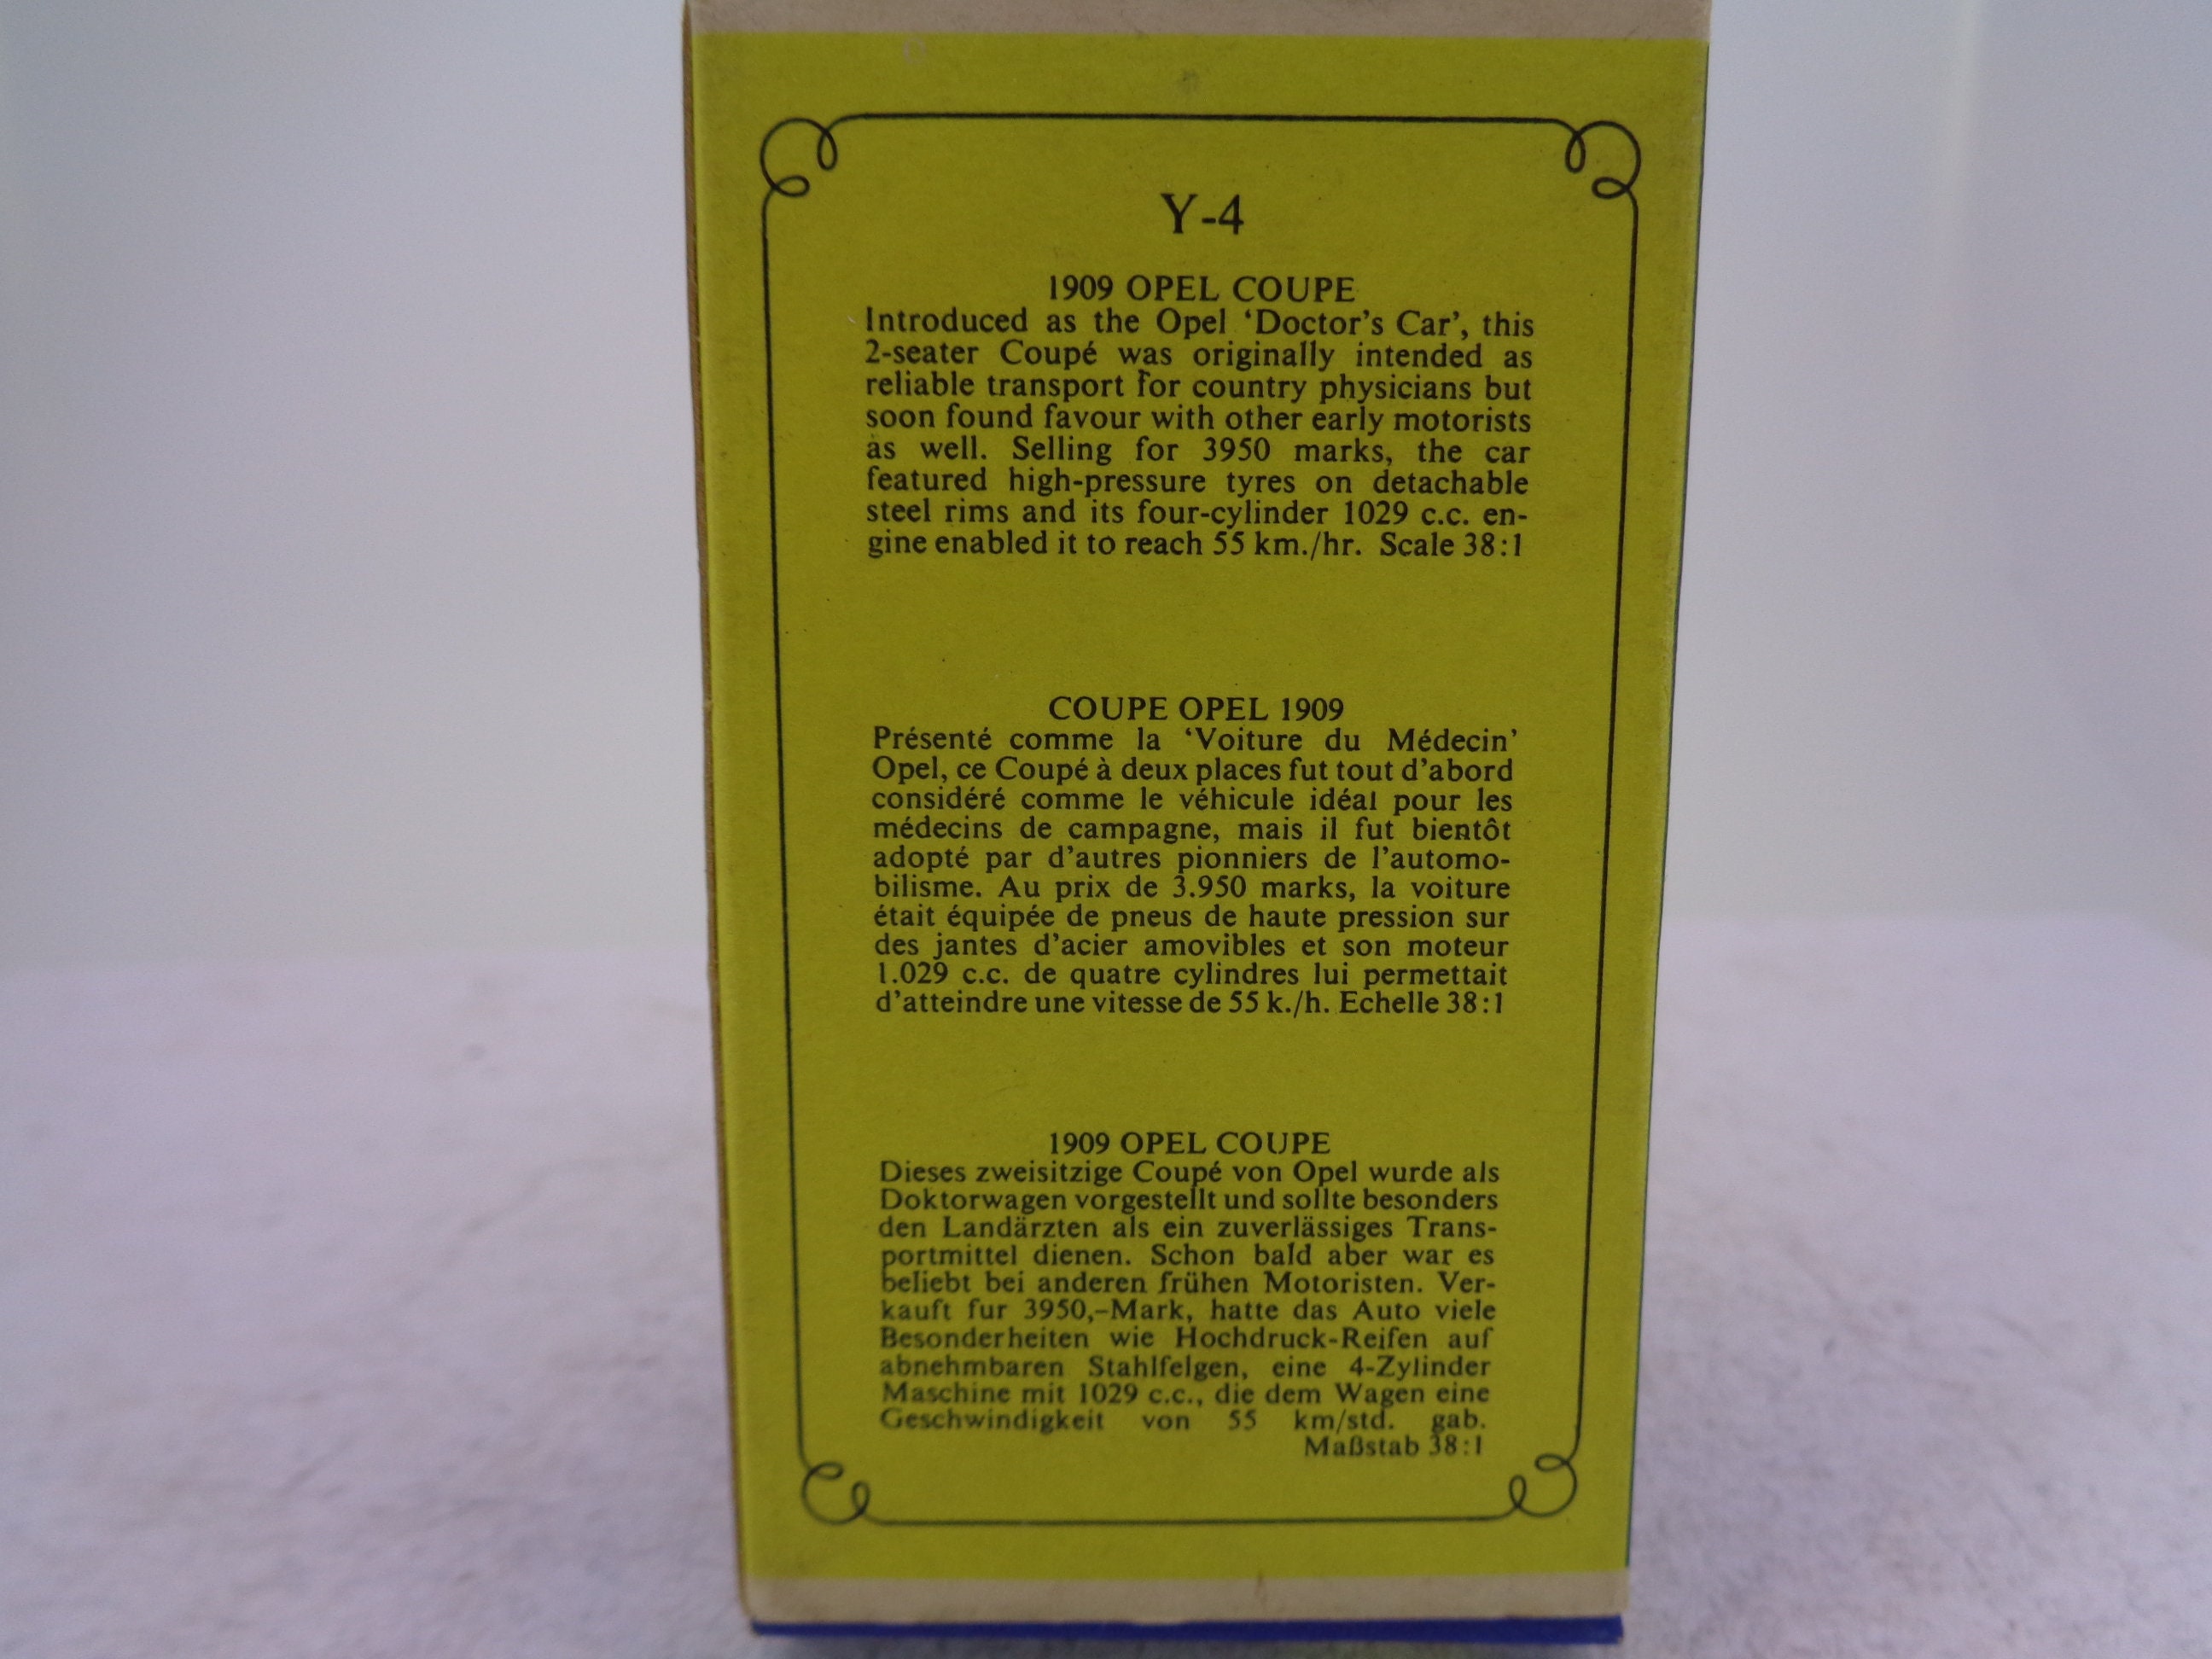 Y-4
1909 OPEL COUPE
Introduced as the Opel ‘Doctor’s Car’, this
2-seater Coupé was originally intended as
reliable transport for country physicians but
soon found favour with other early motorists
as well. Selling for 3950 marks, the car
featured high-pressure tyres on detachable
steel rims and its four-cylinder 1029 c.c. en-
gine enabled it to reach 55 km./hr. Scale 38:1
COUPE OPEL 1909
Présenté comme la ‘Voiture du Médecin’
Opel, ce Coupé à deux places fut tout d’abord
considéré comme le véhicule idéal pour les
médecins de campagne, mais il fut bientôt
adopté par d’autres pionniers de l’automo-
bilisme. Au prix de 3.950 marks, la voiture
était équipée de pneus de haute pression sur
des jantes d’acier amovibles et son moteur
1.029 c.c. de quatre cylindres lui permettait
d’atteindre une vitesse de 55 k./h. Echelle 38:1
1909 OPEL COUPE
Dieses zweisitzige Coupé von Opel wurde als
Doktorwagen vorgestellt und sollte besonders
den Landärzten als ein zuverlässiges Trans-
portmittel dienen. Schon bald aber war es
beliebt bei anderen frühen Motoristen. Ver-
kauft fur 3950,-Mark, hatte das Auto viele
Besonderheiten wie Hochdruck-Reifen auf
abnehmbaren Stahlfelgen, eine 4-Zylinder
Maschine mit 1029 c.c., die dem Wagen eine
Geschwindigkeit von 55 km/std. gab.
Maßstab 38:1